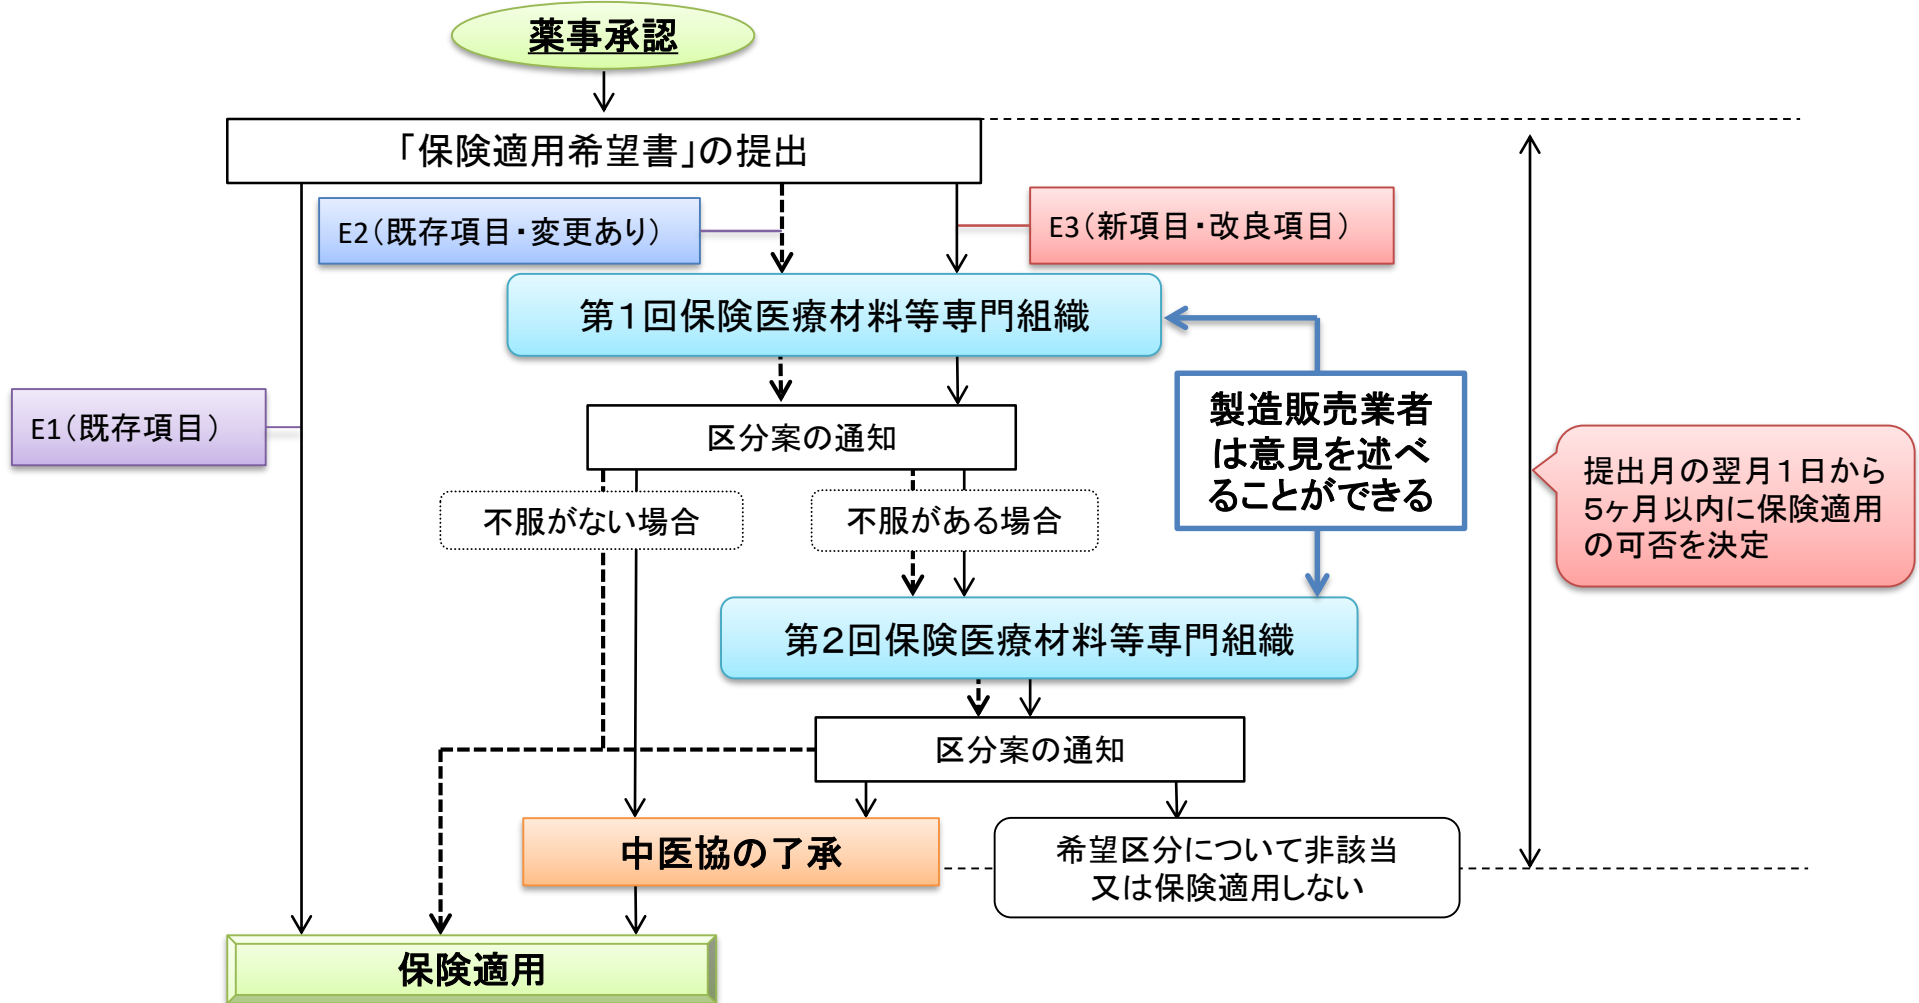 薬事承認
「保険適用希望書」の提出
E2（既存項目・変更あり）
E3（新項目・改良項目）
第１回保険医療材料等専門組織
E1（既存項目）
区分案の通知
製造販売業者
は意見を述べ
ることができる
提出月の翌月１日から
５ヶ月以内に保険適用
の可否を決定
不服がない場合
不服がある場合
第２回保険医療材料等専門組織
区分案の通知
中医協の了承
希望区分について非該当
又は保険適用しない
保険適用